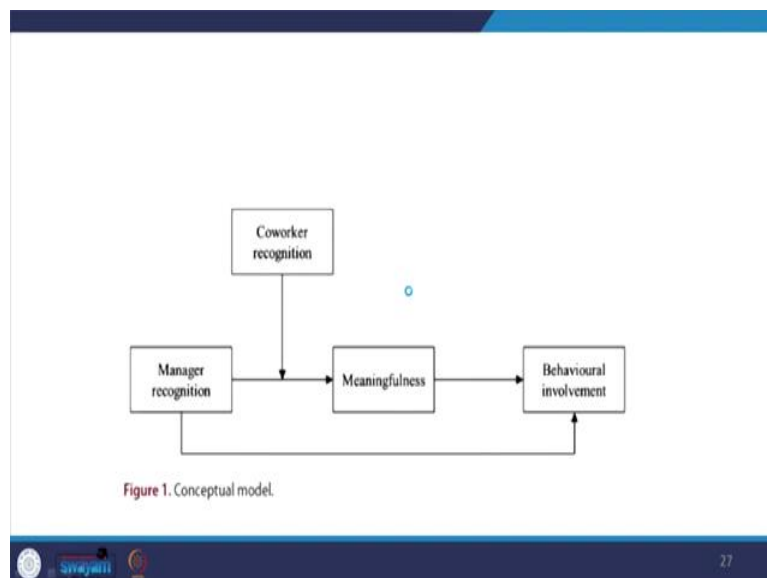 Coworker
recognition
Manager
recognition
Meaningfulness
Behavioural
involvement
Figure 1. Conceptual model.
swayam
27